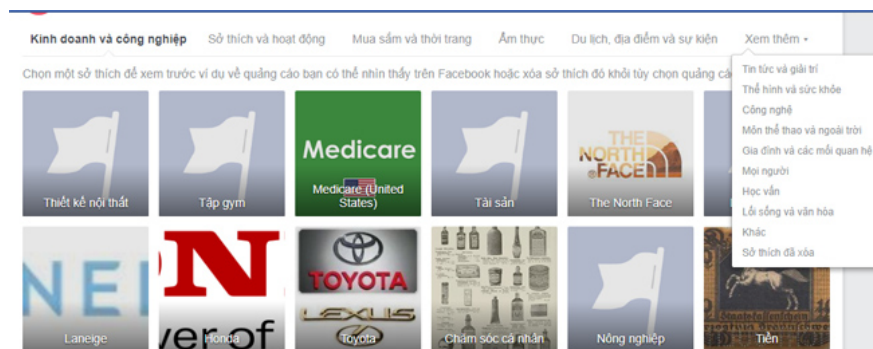 Kinh doanh và công nghiệp
Sở thích và hoạt động
Mua sắm và thời trang
Ẩm thực
Du lịch, địa điểm và sự kiện
Xem thêm
Chọn một sở thích để xem trước ví dụ về quảng cáo bạn có thể nhìn thấy trên Facebook hoặc xóa sở thích đó khỏi tùy chọn quảng
Tin tức và giải trí
Thể hình và sức khỏe
Công nghệ
Môn thể thao và ngoài trời
Gia đình và các mối quan hệ
Mọi người
Học vấn
Lối sống và văn hóa
Khác
Sở thích đã xóa
Thiết kế nội thất
Tập gym
Medicare
Medicare (United
States)
Tài sản
THE
NORTH
FACE
The North Face
NEI
Laneige
ON
ver of
Honda
TOYOTA
LEXUS
Toyota
Chăm sóc cá nhân
Nông nghiệp
Tiền